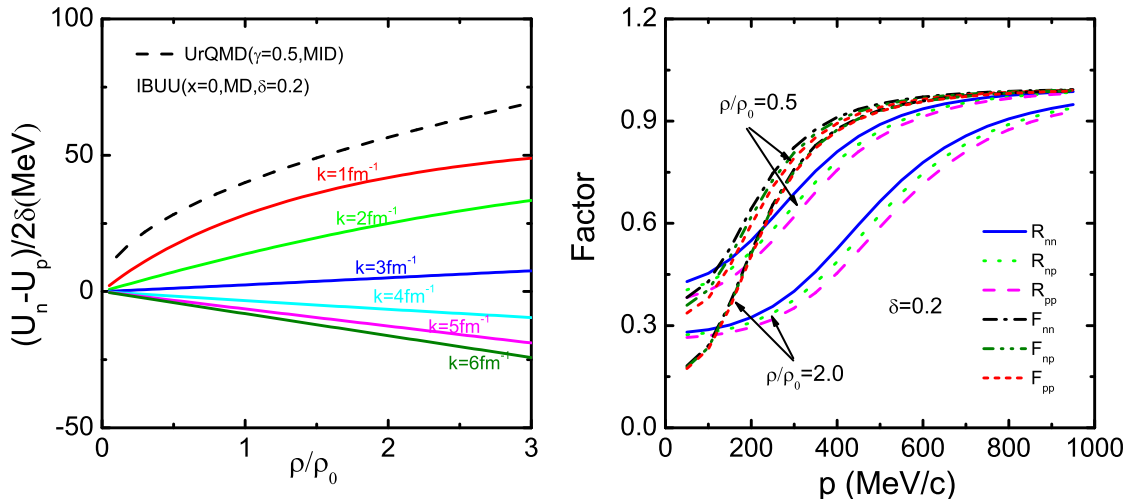 (Uₙ-Uₚ)/2δ(MeV)
100
50
0
-50
UrQMD(γ=0.5,MID)
IBUU(x=0,MD,δ=0.2)
k=1fm⁻¹
k=2fm⁻¹
k=3fm⁻¹
k=4fm⁻¹
k=5fm⁻¹
k=6fm⁻¹
0 1 2 3
ρ/ρ₀
Factor
1.2
0.9
0.6
0.3
0.0
ρ/ρ₀=0.5
ρ/ρ₀=2.0
δ=0.2
Rₙₙ
Rₙₚ
Rₚₚ
Fₙₙ
Fₙₚ
Fₚₚ
0 200 400 600 800 1000
p (MeV/c)